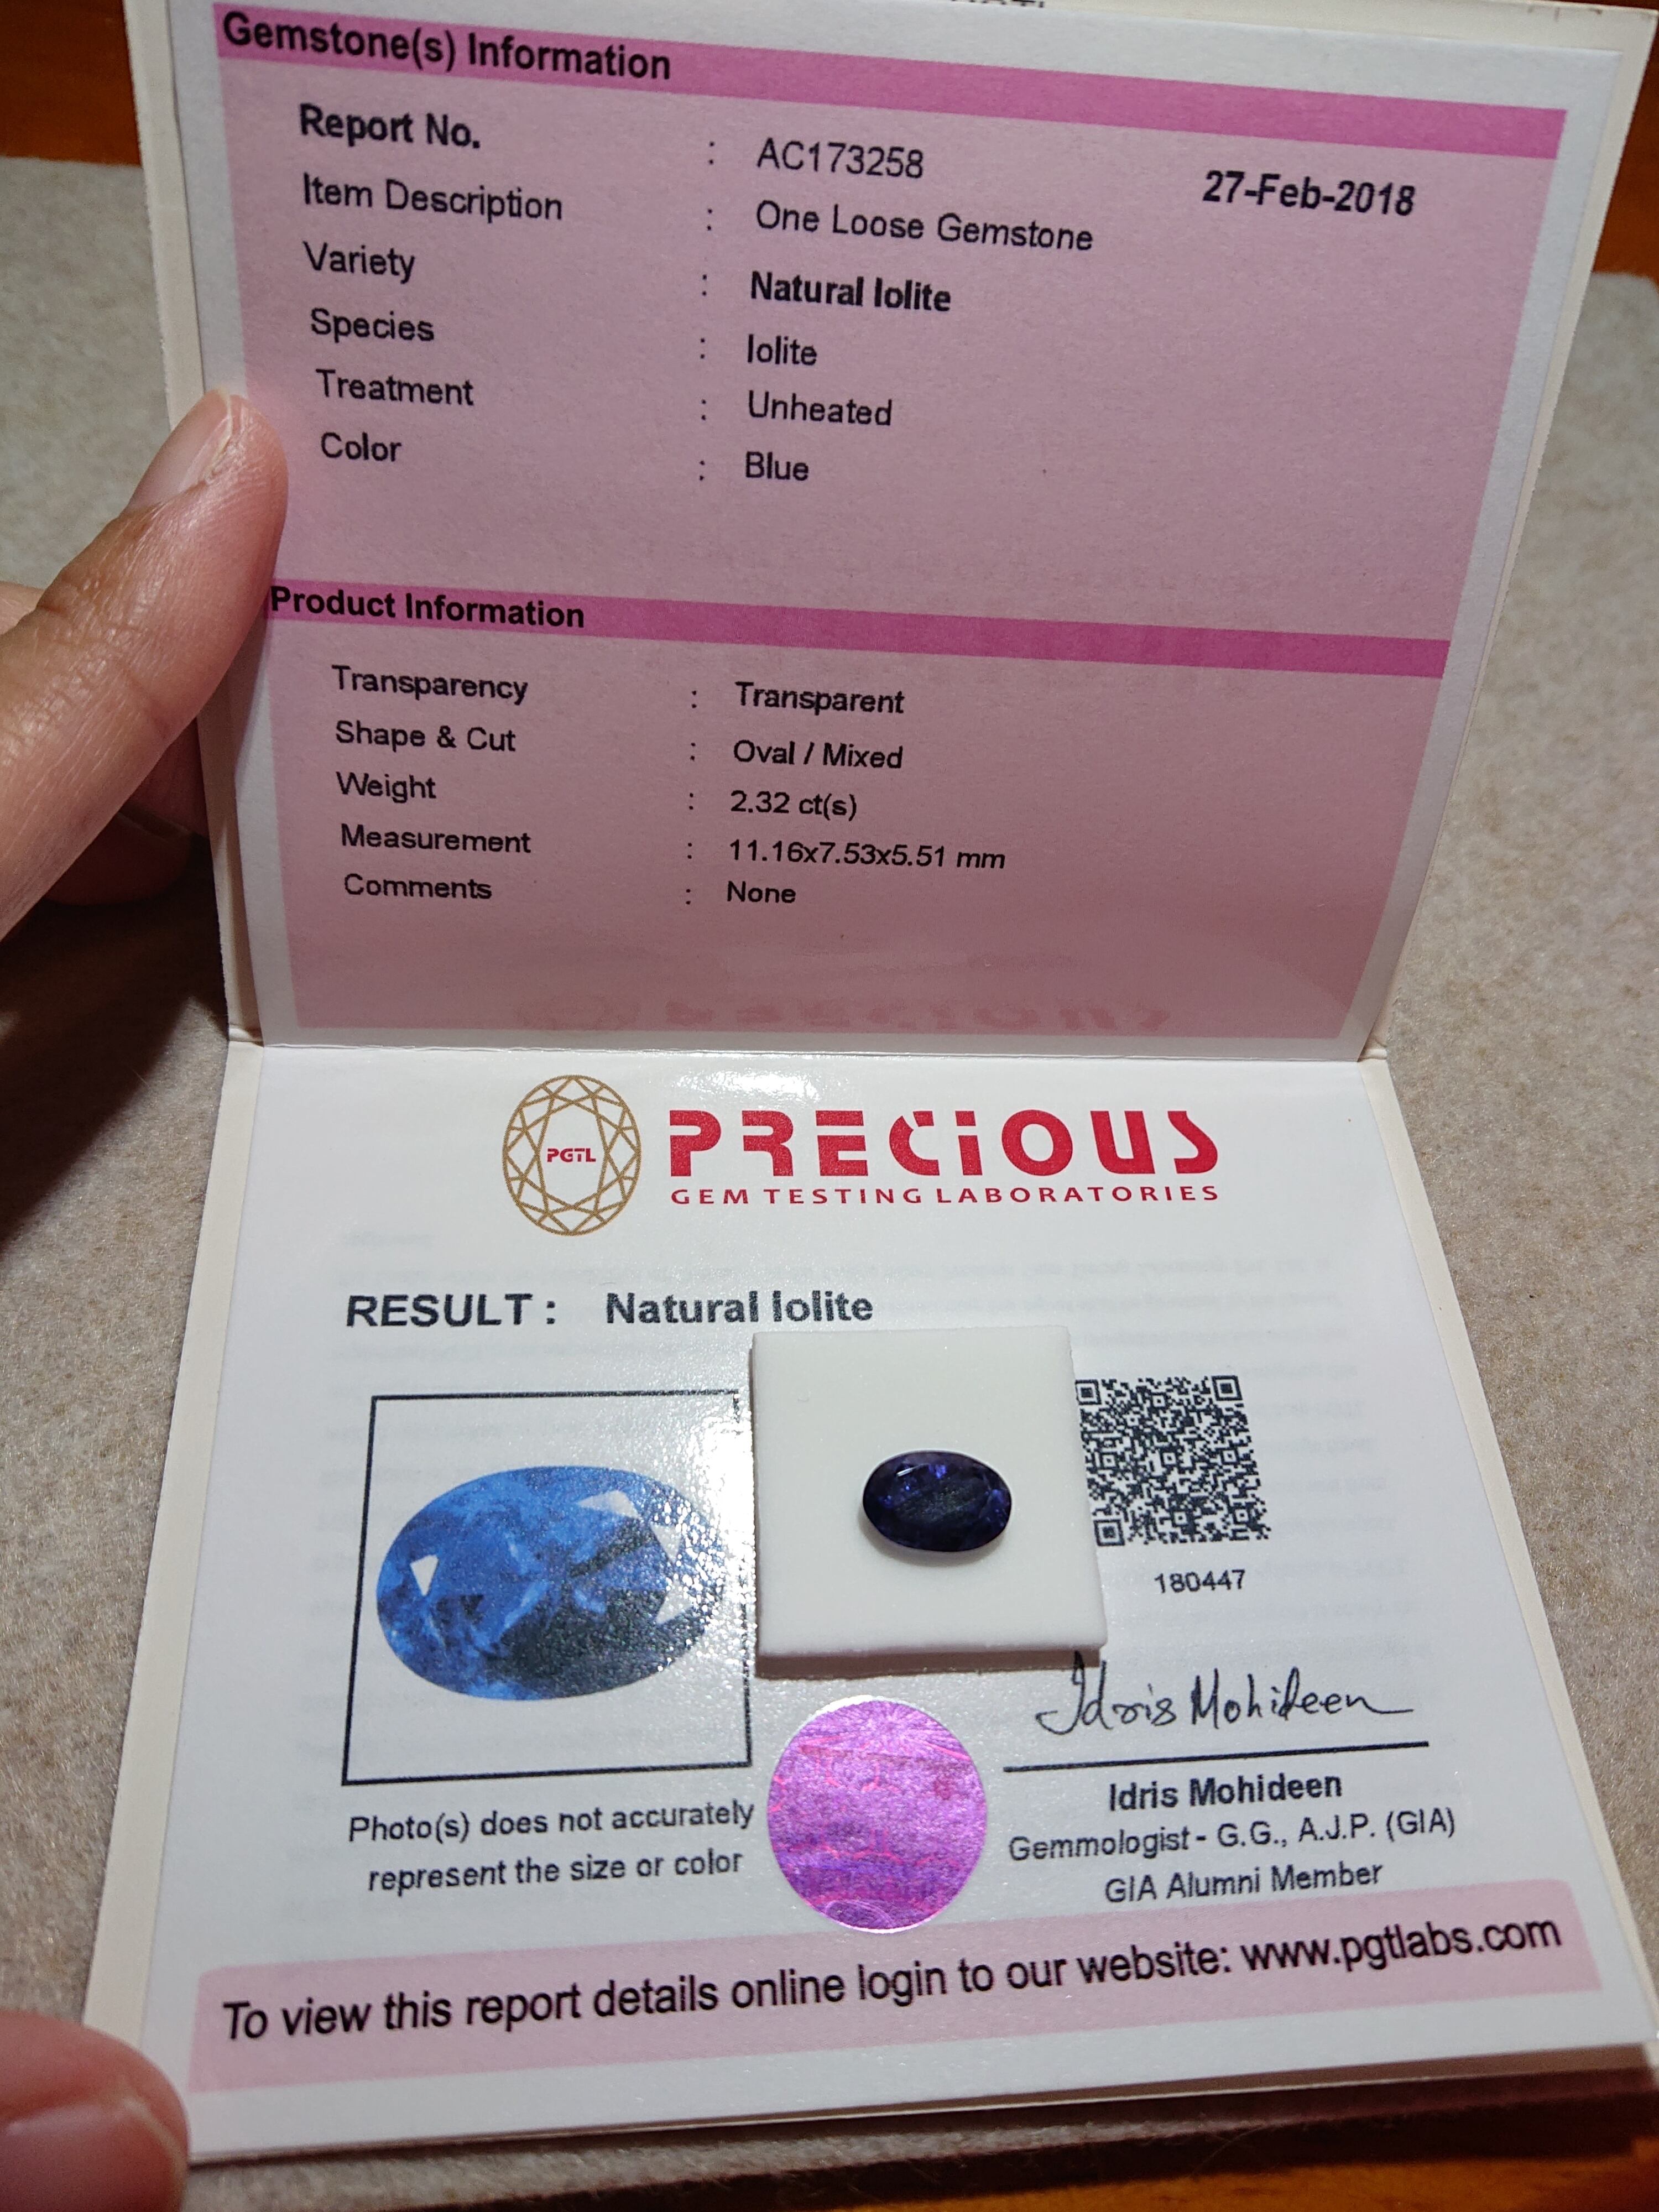 Gemstone(s) Information
Report No. : AC173258 27-Feb-2018
Item Description : One Loose Gemstone
Variety : Natural Iolite
Species : Iolite
Treatment : Unheated
Color : Blue
Product Information
Transparency : Transparent
Shape & Cut : Oval / Mixed
Weight : 2.32 ct(s)
Measurement : 11.16x7.53x5.51 mm
Comments : None
PGTL
PRECIOUS
GEM TESTING LABORATORIES
RESULT : Natural Iolite
180447
Idris Mohideen
Idris Mohideen
Gemmologist - G.G., A.J.P. (GIA)
GIA Alumni Member
Photo(s) does not accurately
represent the size or color
To view this report details online login to our website: www.pgtlabs.com